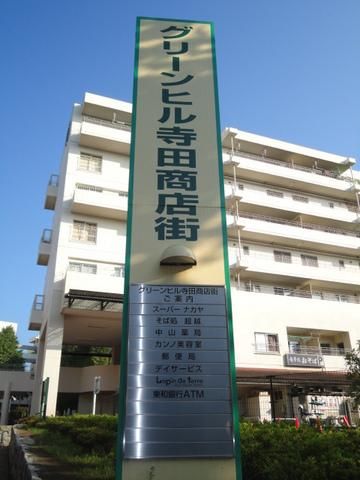 グリーンヒル寺田商店街
グリーンヒル寺田商店街
ご案内
スーパー ナカヤ
そば処 超越
中山薬局
カンノ美容室
郵便局
デイサービス
Lapin de Terre
東和銀行ATM